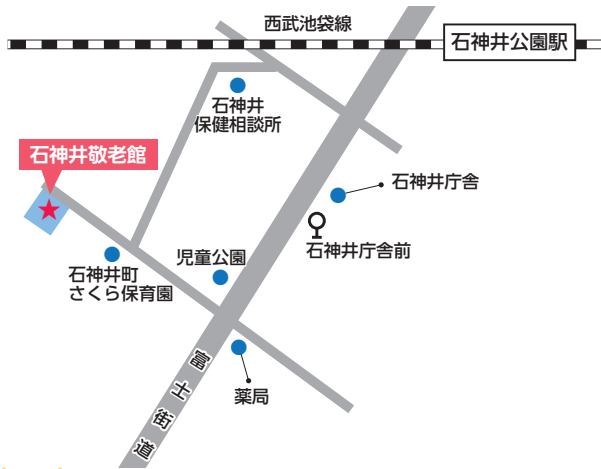 西武池袋線
石神井公園駅
石神井
保健相談所
石神井敬老館
石神井庁舎
石神井庁舎前
児童公園
石神井町
さくら保育園
薬局
富士街道